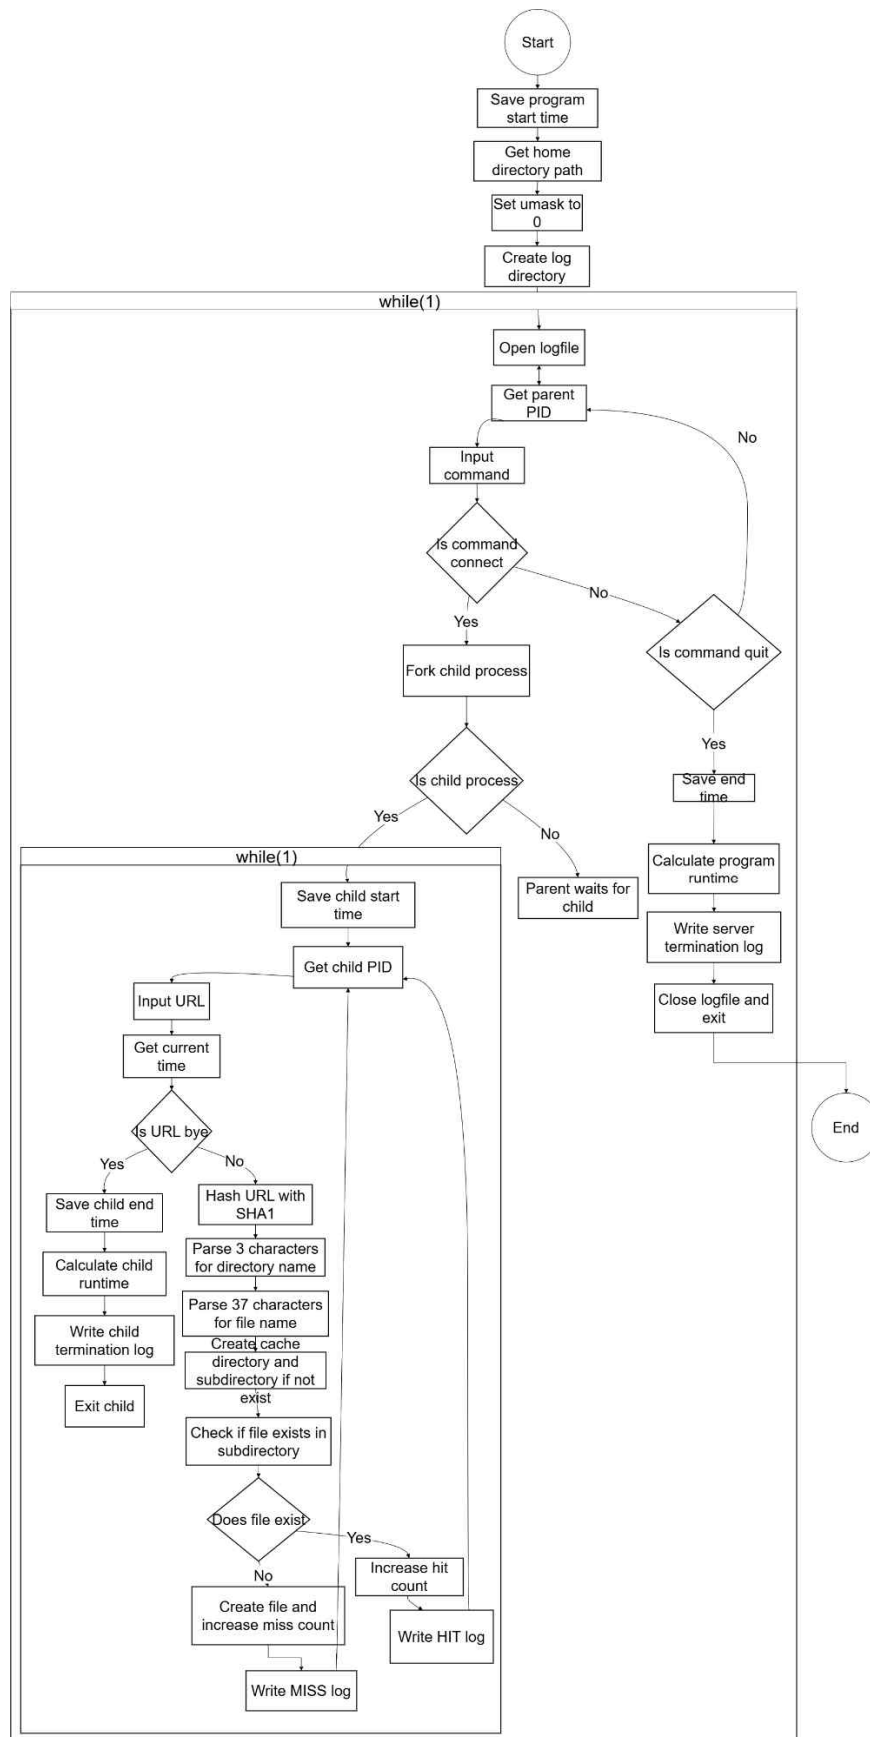 Start
Save program
start time
Get home
directory path
Set umask to
0
Create log
directory
while(1)
Open logfile
Get parent
PID
No
Input
command
Is command
connect
No
Yes
Is command quit
Fork child process
Yes
Is child process
Save end
time
Yes
No
while(1)
Calculate program
runtime
Parent waits for
child
Save child start
time
Write server
termination log
Get child PID
Input URL
Close logfile and
exit
Get current
time
Is URL bye
End
Yes
No
Save child end
time
Hash URL with
SHA1
Parse 3 characters
for directory name
Calculate child
runtime
Parse 37 characters
for file name
Write child
termination log
Create cache
directory and
subdirectory if not
exist
Exit child
Check if file exists in
subdirectory
Does file exist
Yes
No
Increase hit
count
Create file and
increase miss count
Write HIT log
Write MISS log